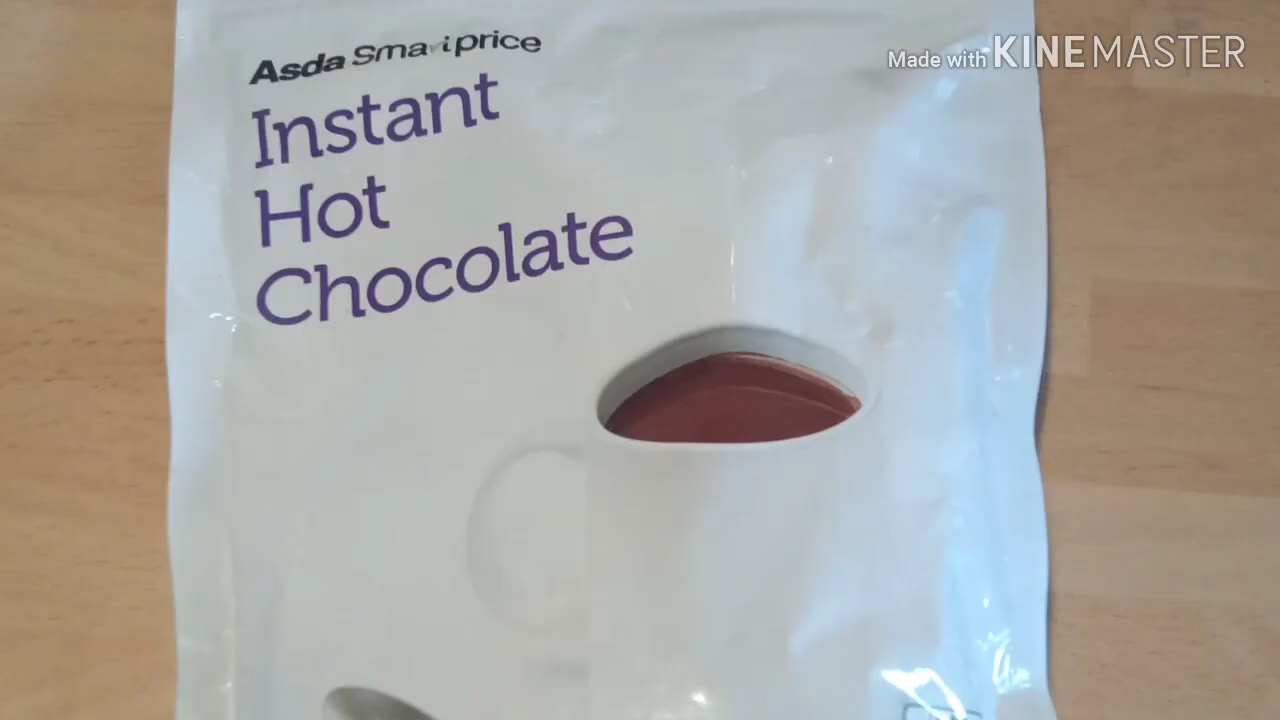 Asda Smartprice
Instant
Hot
Chocolate
Made with KINEMASTER